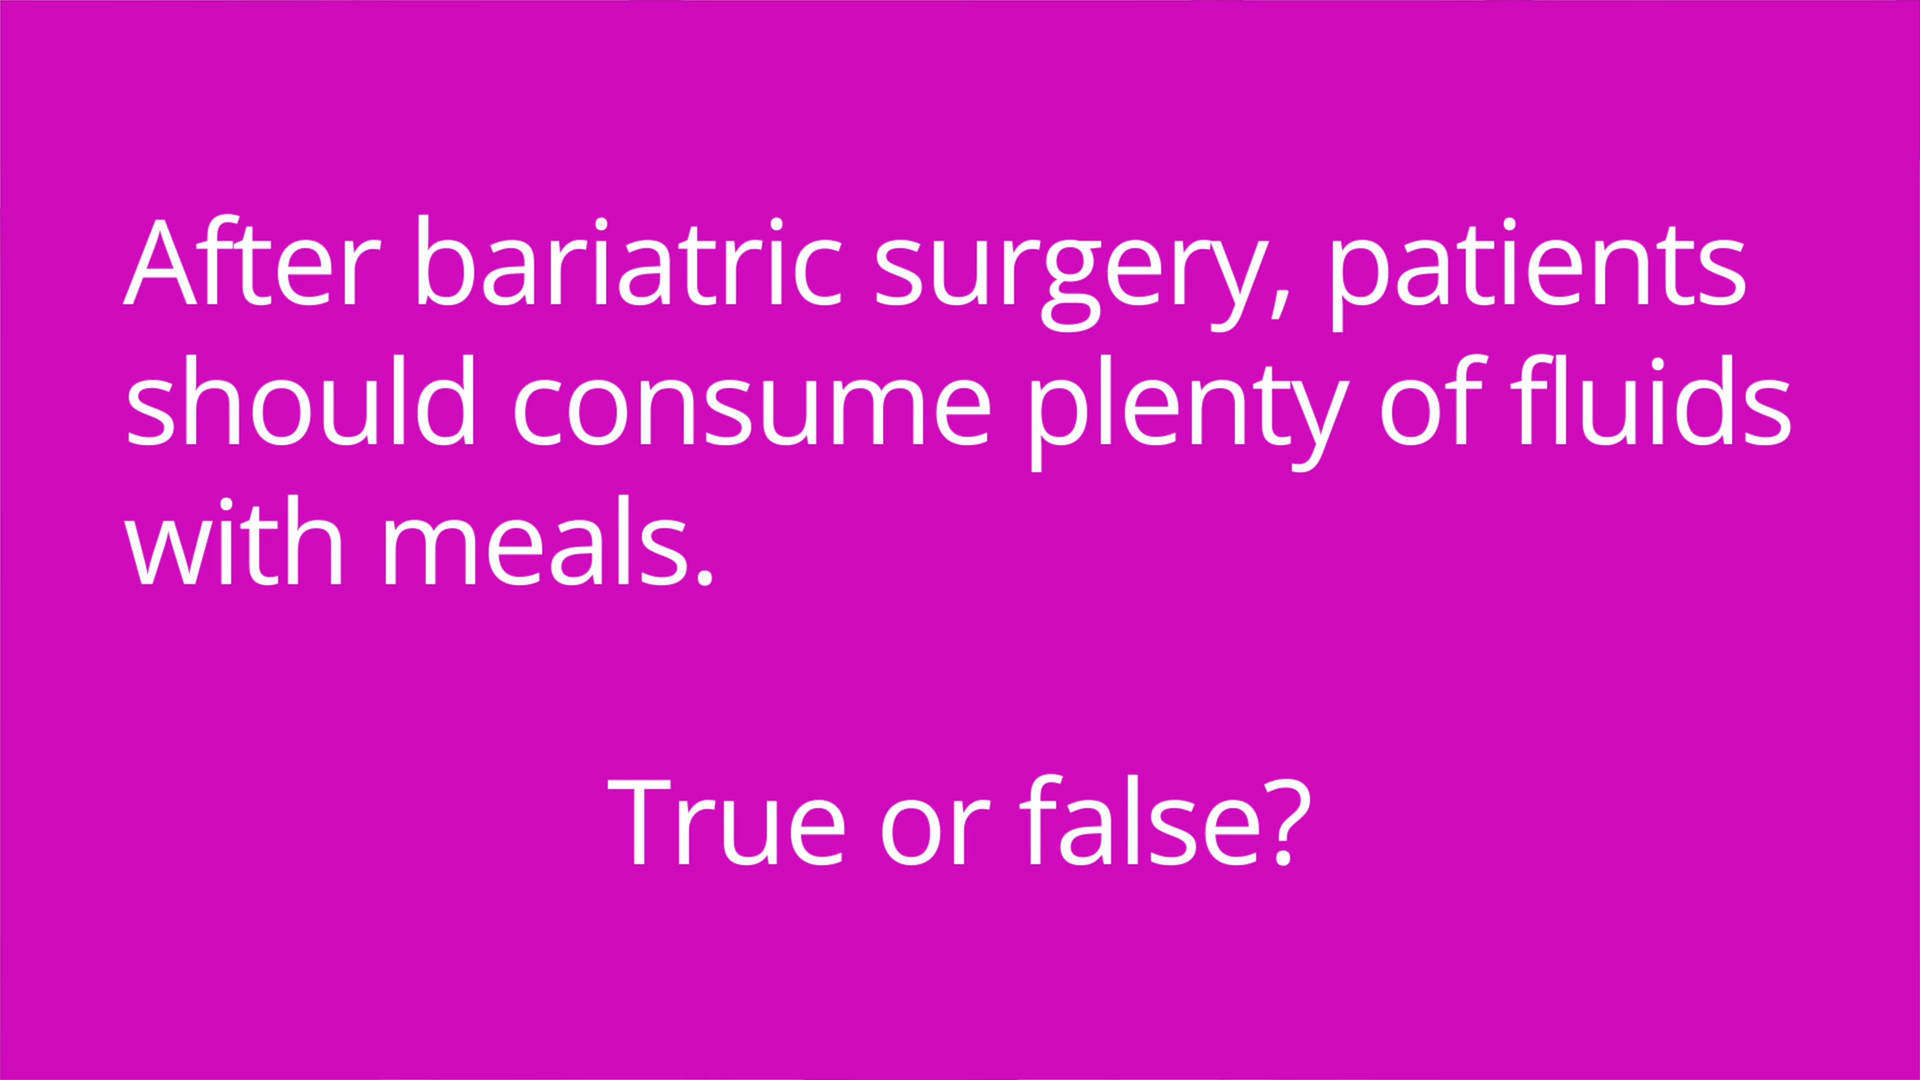 After bariatric surgery, patients
should consume plenty of fluids
with meals.
True or false?